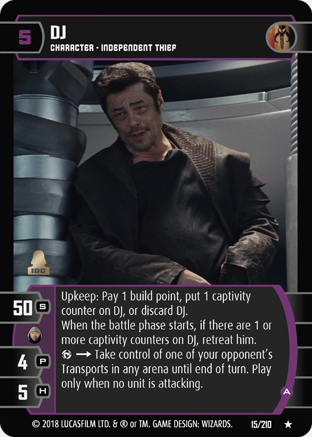 5
DJ
CHARACTER - INDEPENDENT THIEF
IDC
50 S
4 P
5 H
Upkeep: Pay 1 build point, put 1 captivity
counter on DJ, or discard DJ.
When the battle phase starts, if there are 1 or
more captivity counters on DJ, retreat him.
→ Take control of one of your opponent's
Transports in any arena until end of turn. Play
only when no unit is attacking.
A
© 2018 LUCASFILM LTD. & ® or TM. GAME DESIGN: WIZARDS.
15/210 ★